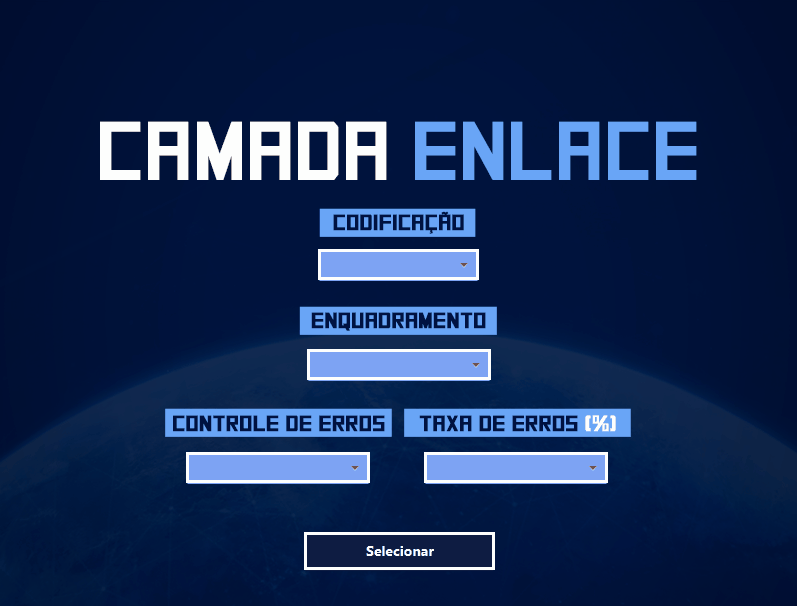 CAMADA ENLACE
CODIFICAÇÃO
ENQUADRAMENTO
CONTROLE DE ERROS
TAXA DE ERROS (%)
Selecionar